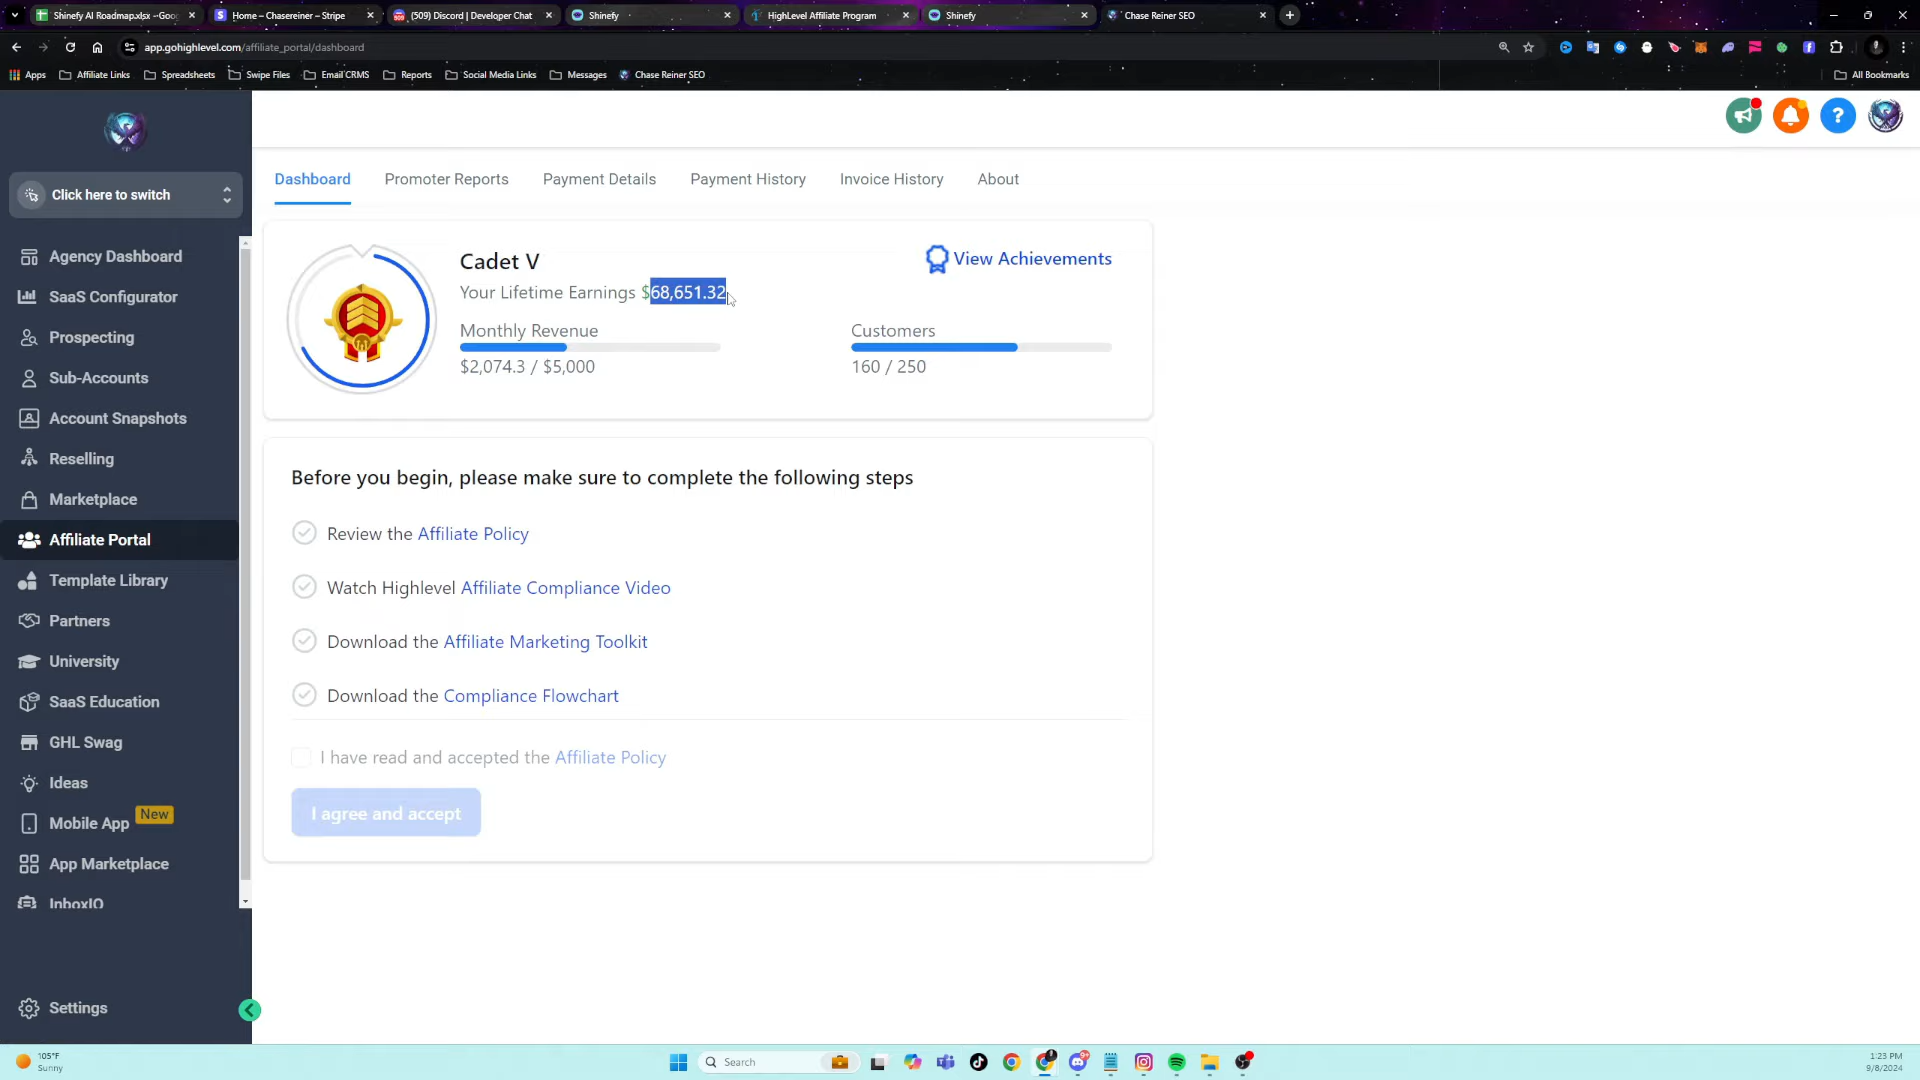 Shinefy AI Roadmap.xlsx - Goo
Home – Chasereiner – Stripe
(509) Discord | Developer Chat
Shinefy
HighLevel Affiliate Program
Shinefy
Chase Reiner SEO
app.gohighlevel.com/affiliate_portal/dashboard
Apps
Affiliate Links
Spreadsheets
Swipe Files
Email CRMS
Reports
Social Media Links
Messages
Chase Reiner SEO
All Bookmarks
Click here to switch
Agency Dashboard
SaaS Configurator
Prospecting
Sub-Accounts
Account Snapshots
Reselling
Marketplace
Affiliate Portal
Template Library
Partners
University
SaaS Education
GHL Swag
Ideas
Mobile App New
App Marketplace
InboxIQ
Settings
Dashboard
Promoter Reports
Payment Details
Payment History
Invoice History
About
Cadet V
View Achievements
Your Lifetime Earnings $68,651.32
Monthly Revenue
$2,074.3 / $5,000
Customers
160 / 250
Before you begin, please make sure to complete the following steps
Review the Affiliate Policy
Watch Highlevel Affiliate Compliance Video
Download the Affiliate Marketing Toolkit
Download the Compliance Flowchart
I have read and accepted the Affiliate Policy
I agree and accept
105°F
Sunny
Search
1:23 PM
9/8/2024